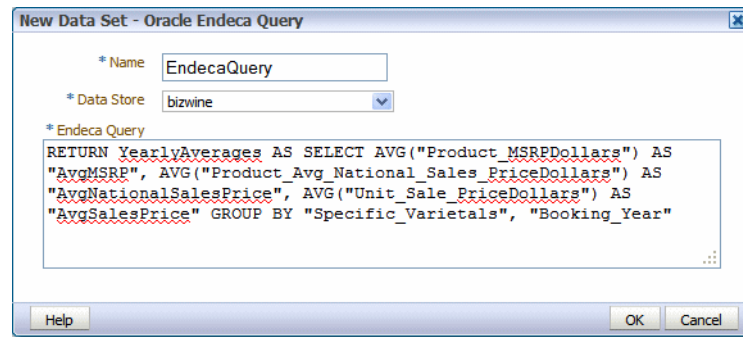 New Data Set - Oracle Endeca Query
* Name EndecaQuery
* Data Store bizwine
* Endeca Query
RETURN YearlyAverages AS SELECT AVG("Product_MSRPDollars") AS
"AvgMSRP", AVG("Product_Avg_National_Sales_PriceDollars") AS
"AvgNationalSalesPrice", AVG("Unit_Sale_PriceDollars") AS
"AvgSalesPrice" GROUP BY "Specific_Varietals", "Booking_Year"
Help OK Cancel